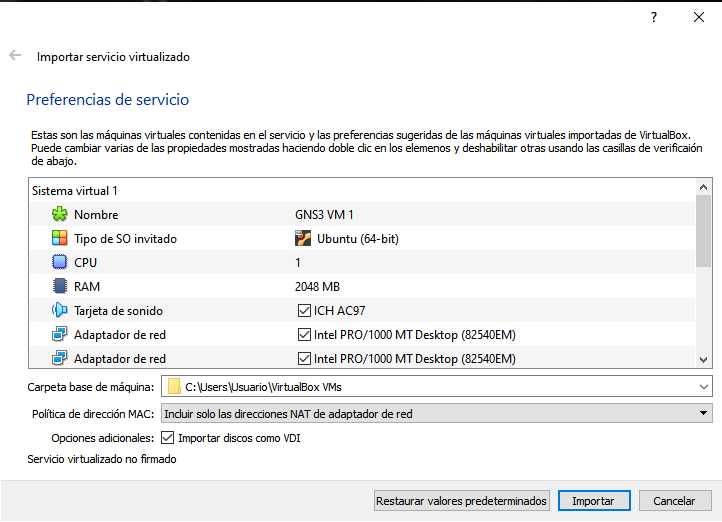 ?
Importar servicio virtualizado
Preferencias de servicio
Estas son las máquinas virtuales contenidas en el servicio y las preferencias sugeridas de las máquinas virtuales importadas de VirtualBox.
Puede cambiar varias de las propiedades mostradas haciendo doble clic en los elemenos y deshabilitar otras usando las casillas de verificaión
de abajo.
Sistema virtual 1
Nombre GNS3 VM 1
Tipo de SO invitado Ubuntu (64-bit)
CPU 1
RAM 2048 MB
Tarjeta de sonido ICH AC97
Adaptador de red Intel PRO/1000 MT Desktop (82540EM)
Adaptador de red Intel PRO/1000 MT Desktop (82540EM)
Carpeta base de máquina: C:\Users\Usuario\VirtualBox VMs
Política de dirección MAC: Incluir solo las direcciones NAT de adaptador de red
Opciones adicionales: Importar discos como VDI
Servicio virtualizado no firmado
Restaurar valores predeterminados Importar Cancelar